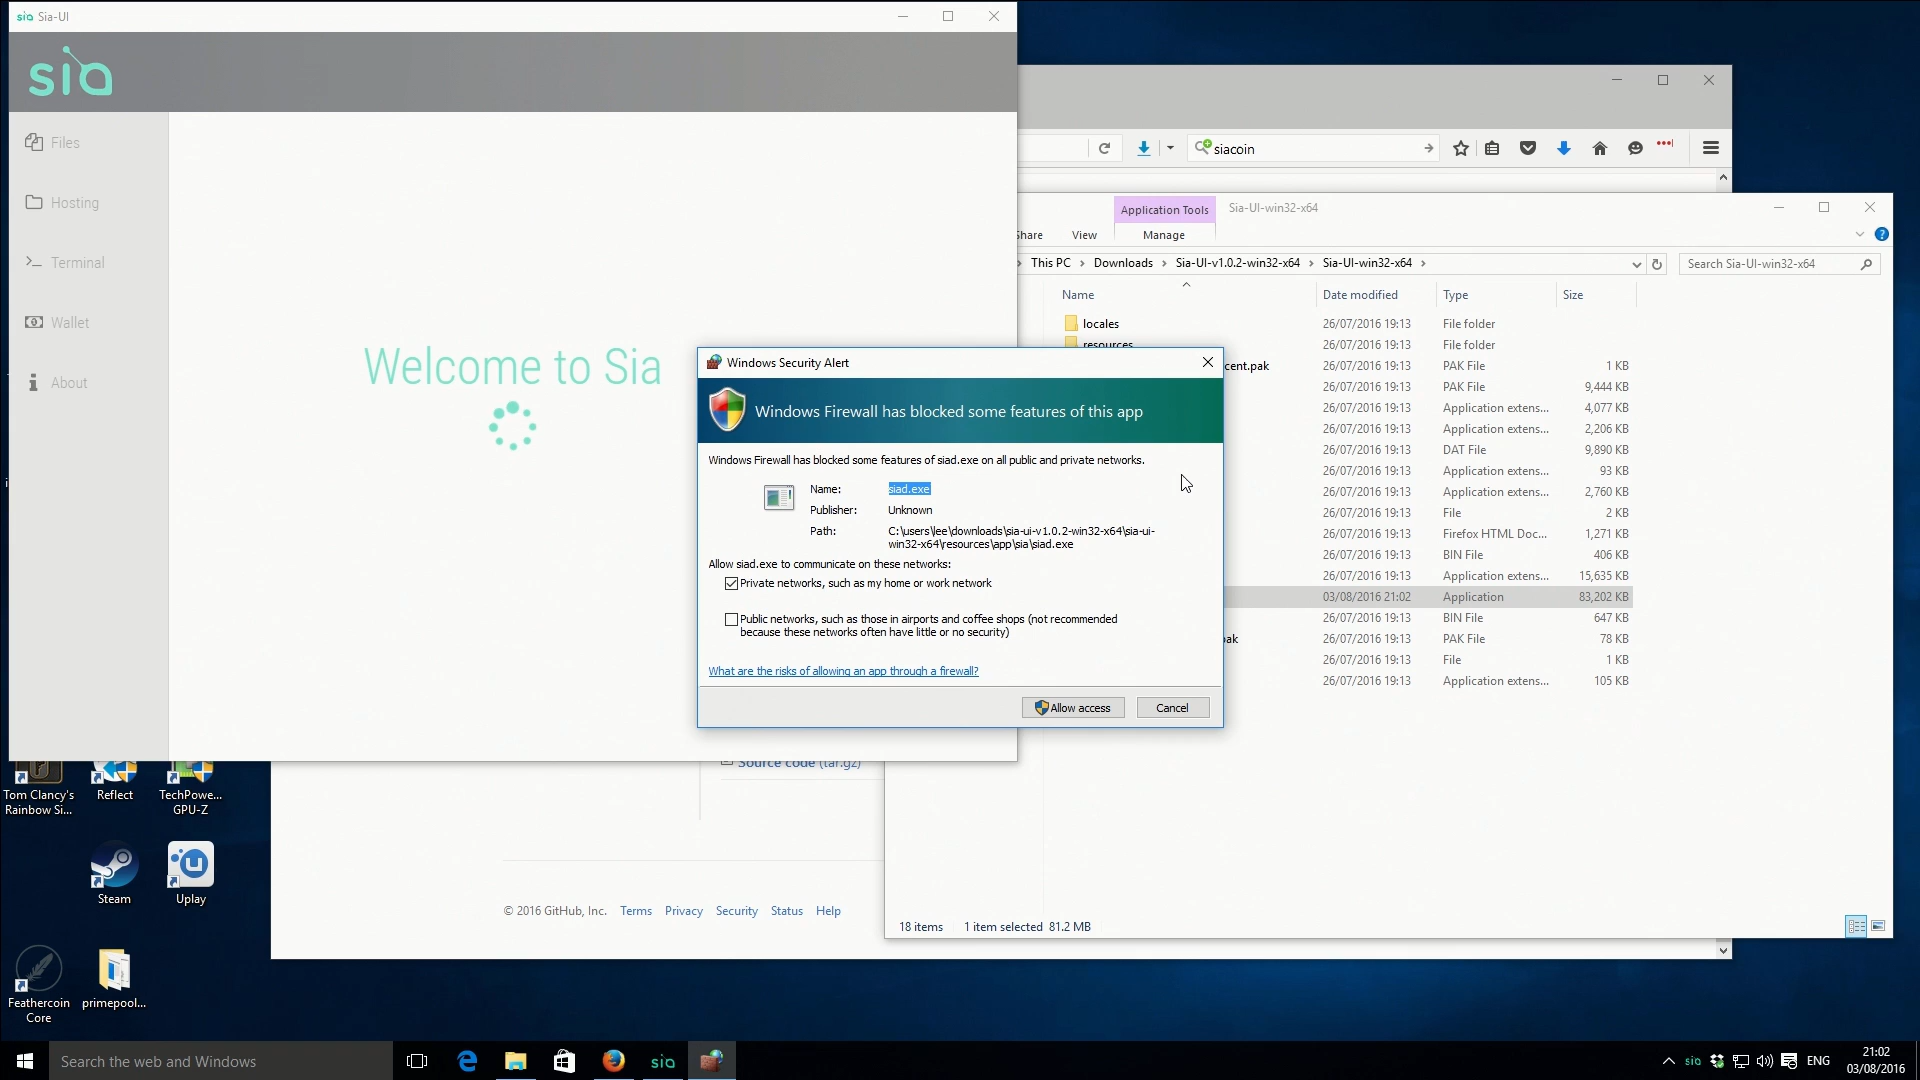 sia Sia-UI
sia
Files
Hosting
Terminal
Wallet
About
Welcome to Sia
siacoin
Application Tools
Sia-UI-win32-x64
Share
View
Manage
This PC
Downloads
Sia-UI-v1.0.2-win32-x64
Sia-UI-win32-x64
Search Sia-UI-win32-x64
Name
Date modified
Type
Size
locales 26/07/2016 19:13 File folder
resources 26/07/2016 19:13 File folder
cent.pak 26/07/2016 19:13 PAK File 1 KB
26/07/2016 19:13 PAK File 9,444 KB
26/07/2016 19:13 Application extens... 4,077 KB
26/07/2016 19:13 Application extens... 2,206 KB
26/07/2016 19:13 DAT File 9,890 KB
26/07/2016 19:13 Application extens... 93 KB
26/07/2016 19:13 Application extens... 2,760 KB
26/07/2016 19:13 File 2 KB
26/07/2016 19:13 Firefox HTML Doc... 1,271 KB
26/07/2016 19:13 BIN File 406 KB
26/07/2016 19:13 Application extens... 15,635 KB
03/08/2016 21:02 Application 83,202 KB
26/07/2016 19:13 BIN File 647 KB
pak 26/07/2016 19:13 PAK File 78 KB
26/07/2016 19:13 File 1 KB
26/07/2016 19:13 Application extens... 105 KB
18 items 1 item selected 81.2 MB
Windows Security Alert
Windows Firewall has blocked some features of this app
Windows Firewall has blocked some features of siad.exe on all public and private networks.
Name: siad.exe
Publisher: Unknown
Path: C:\users\lee\downloads\sia-ui-v1.0.2-win32-x64\sia-ui-
win32-x64\resources\app\sia\siad.exe
Allow siad.exe to communicate on these networks:
Private networks, such as my home or work network
Public networks, such as those in airports and coffee shops (not recommended
because these networks often have little or no security)
What are the risks of allowing an app through a firewall?
Allow access
Cancel
Source code (tar.gz)
© 2016 GitHub, Inc. Terms Privacy Security Status Help
Tom Clancy's
Rainbow Si...
Reflect
TechPowe...
GPU-Z
Steam
Uplay
Feathercoin
Core
primepool...
Search the web and Windows
sia
sia
ENG
21:02
03/08/2016